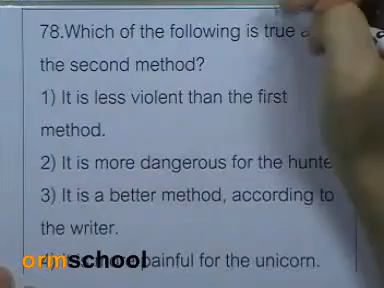 78.Which of the following is true a
the second method?
1) It is less violent than the first
method.
2) It is more dangerous for the hunte
3) It is a better method, according to
the writer.
4) painful for the unicorn.
ormschool